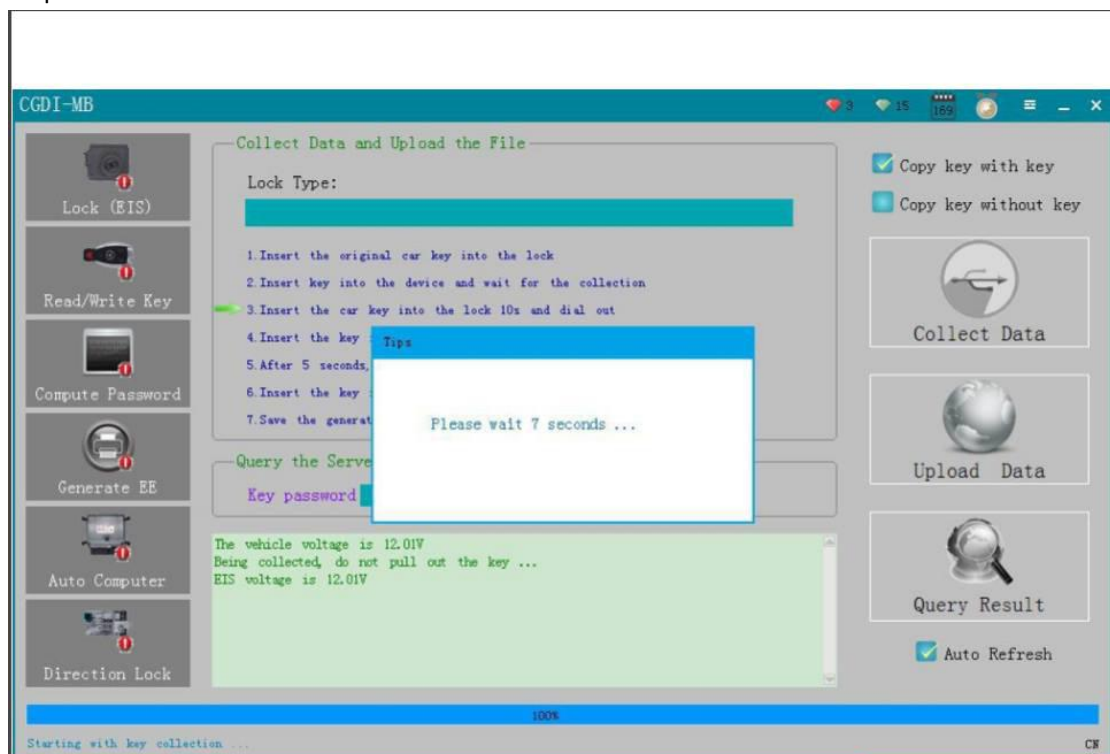 CGDI-MB
3
15
169
Lock (EIS)
Read/Write Key
Compute Password
Generate EE
Auto Computer
Direction Lock
Collect Data and Upload the File
Lock Type:
1.Insert the original car key into the lock
2.Insert key into the device and wait for the collection
3.Insert the car key into the lock 10s and dial out
4.Insert the key
5.After 5 seconds,
6.Insert the key
7.Save the generat
Tips
Please wait 7 seconds ...
Query the Serve
Key password
The vehicle voltage is 12.01V
Being collected, do not pull out the key ...
EIS voltage is 12.01V
Copy key with key
Copy key without key
Collect Data
Upload Data
Query Result
Auto Refresh
100%
Starting with key collection ...
CN